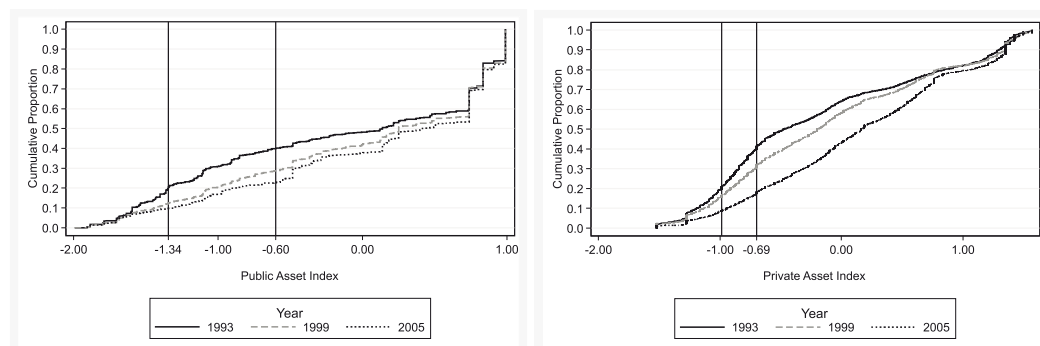 1.0
0.9
0.8
0.7
0.6
0.5
0.4
0.3
0.2
0.1
0.0
Cumulative Proportion
-2.00 -1.34 -1.00 -0.60 0.00 1.00
Public Asset Index
Year
1993 1999 2005
1.0
0.9
0.8
0.7
0.6
0.5
0.4
0.3
0.2
0.1
0.0
Cumulative Proportion
-2.00 -1.00 -0.69 0.00 1.00
Private Asset Index
Year
1993 1999 2005